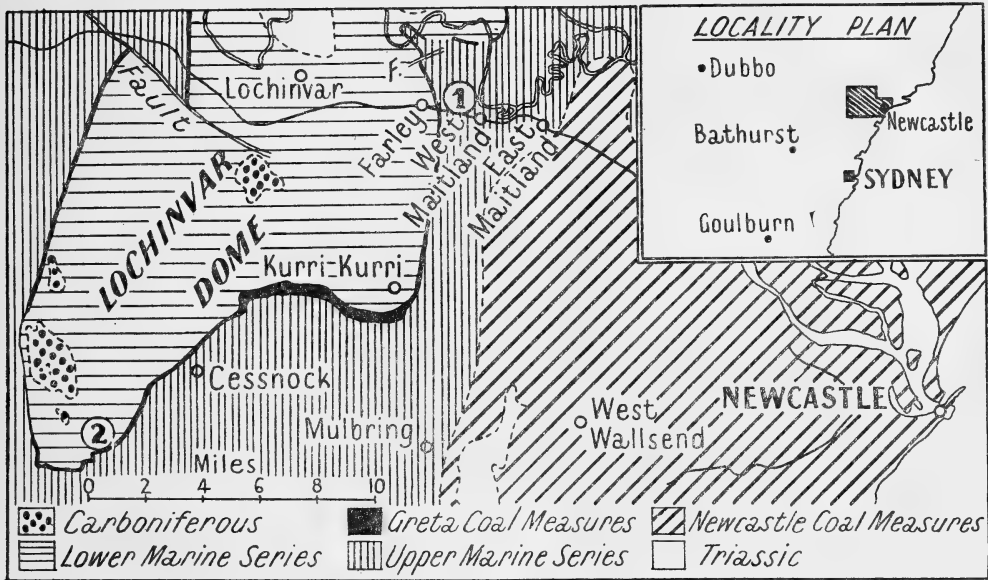 LOCALITY PLAN
Dubbo
Newcastle
Bathurst
SYDNEY
Goulburn
Fault
Lochinvar
F.
1
Farley
West
Maitland
East
Maitland
LOCHINVAR
DOME
Kurri-Kurri
Cessnock
2
Mulbring
West
Wallsend
NEWCASTLE
Miles
0 2 4 6 8 10
Carboniferous
Greta Coal Measures
Newcastle Coal Measures
Lower Marine Series
Upper Marine Series
Triassic